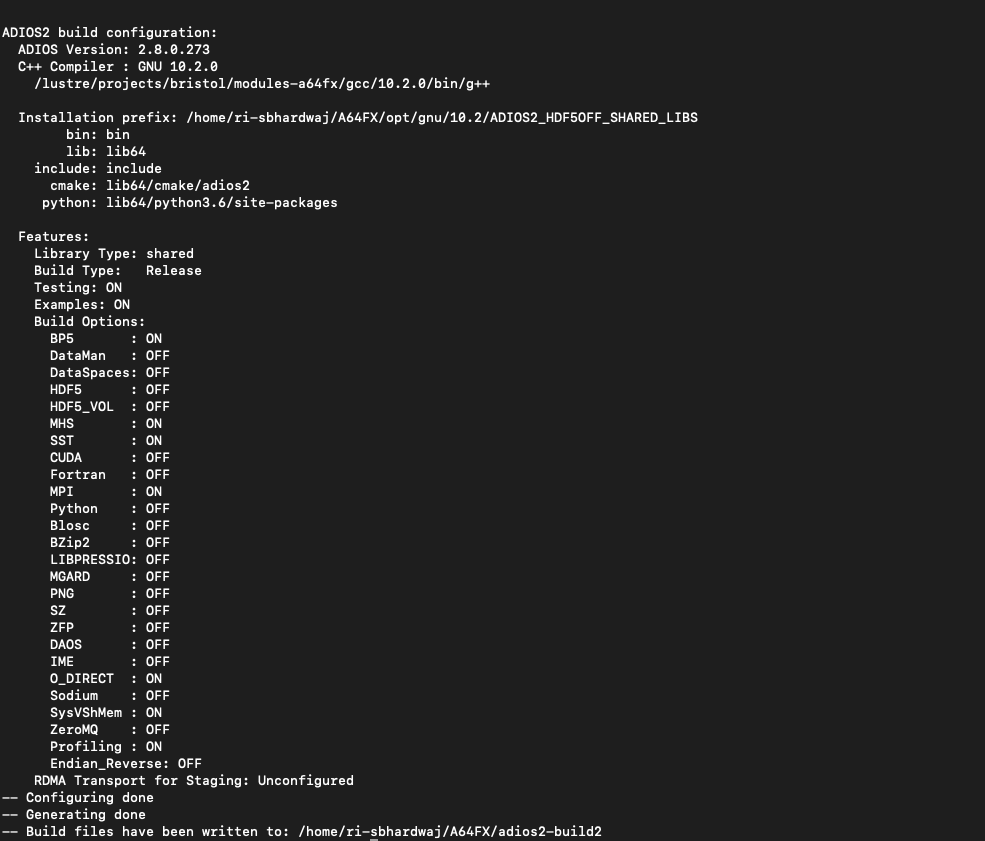 ADIOS2 build configuration:
  ADIOS Version: 2.8.0.273
  C++ Compiler : GNU 10.2.0
    /lustre/projects/bristol/modules-a64fx/gcc/10.2.0/bin/g++

  Installation prefix: /home/ri-sbhardwaj/A64FX/opt/gnu/10.2/ADIOS2_HDF5OFF_SHARED_LIBS
        bin: bin
        lib: lib64
    include: include
      cmake: lib64/cmake/adios2
     python: lib64/python3.6/site-packages

  Features:
    Library Type: shared
    Build Type:   Release
    Testing: ON
    Examples: ON
    Build Options:
      BP5       : ON
      DataMan   : OFF
      DataSpaces: OFF
      HDF5      : OFF
      HDF5_VOL  : OFF
      MHS       : ON
      SST       : ON
      CUDA      : OFF
      Fortran   : OFF
      MPI       : ON
      Python    : OFF
      Blosc     : OFF
      BZip2     : OFF
      LIBPRESSIO: OFF
      MGARD     : OFF
      PNG       : OFF
      SZ        : OFF
      ZFP       : OFF
      DAOS      : OFF
      IME       : OFF
      O_DIRECT  : ON
      Sodium    : OFF
      SysVShMem : ON
      ZeroMQ    : OFF
      Profiling : ON
      Endian_Reverse: OFF
    RDMA Transport for Staging: Unconfigured
-- Configuring done
-- Generating done
-- Build files have been written to: /home/ri-sbhardwaj/A64FX/adios2-build2